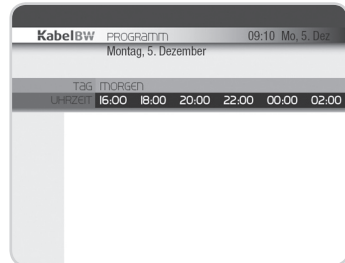 KabelBW PROGRAMM 09:10 Mo, 5. Dez
Montag, 5. Dezember
TAG MORGEN
UHRZEIT 16:00 18:00 20:00 22:00 00:00 02:00